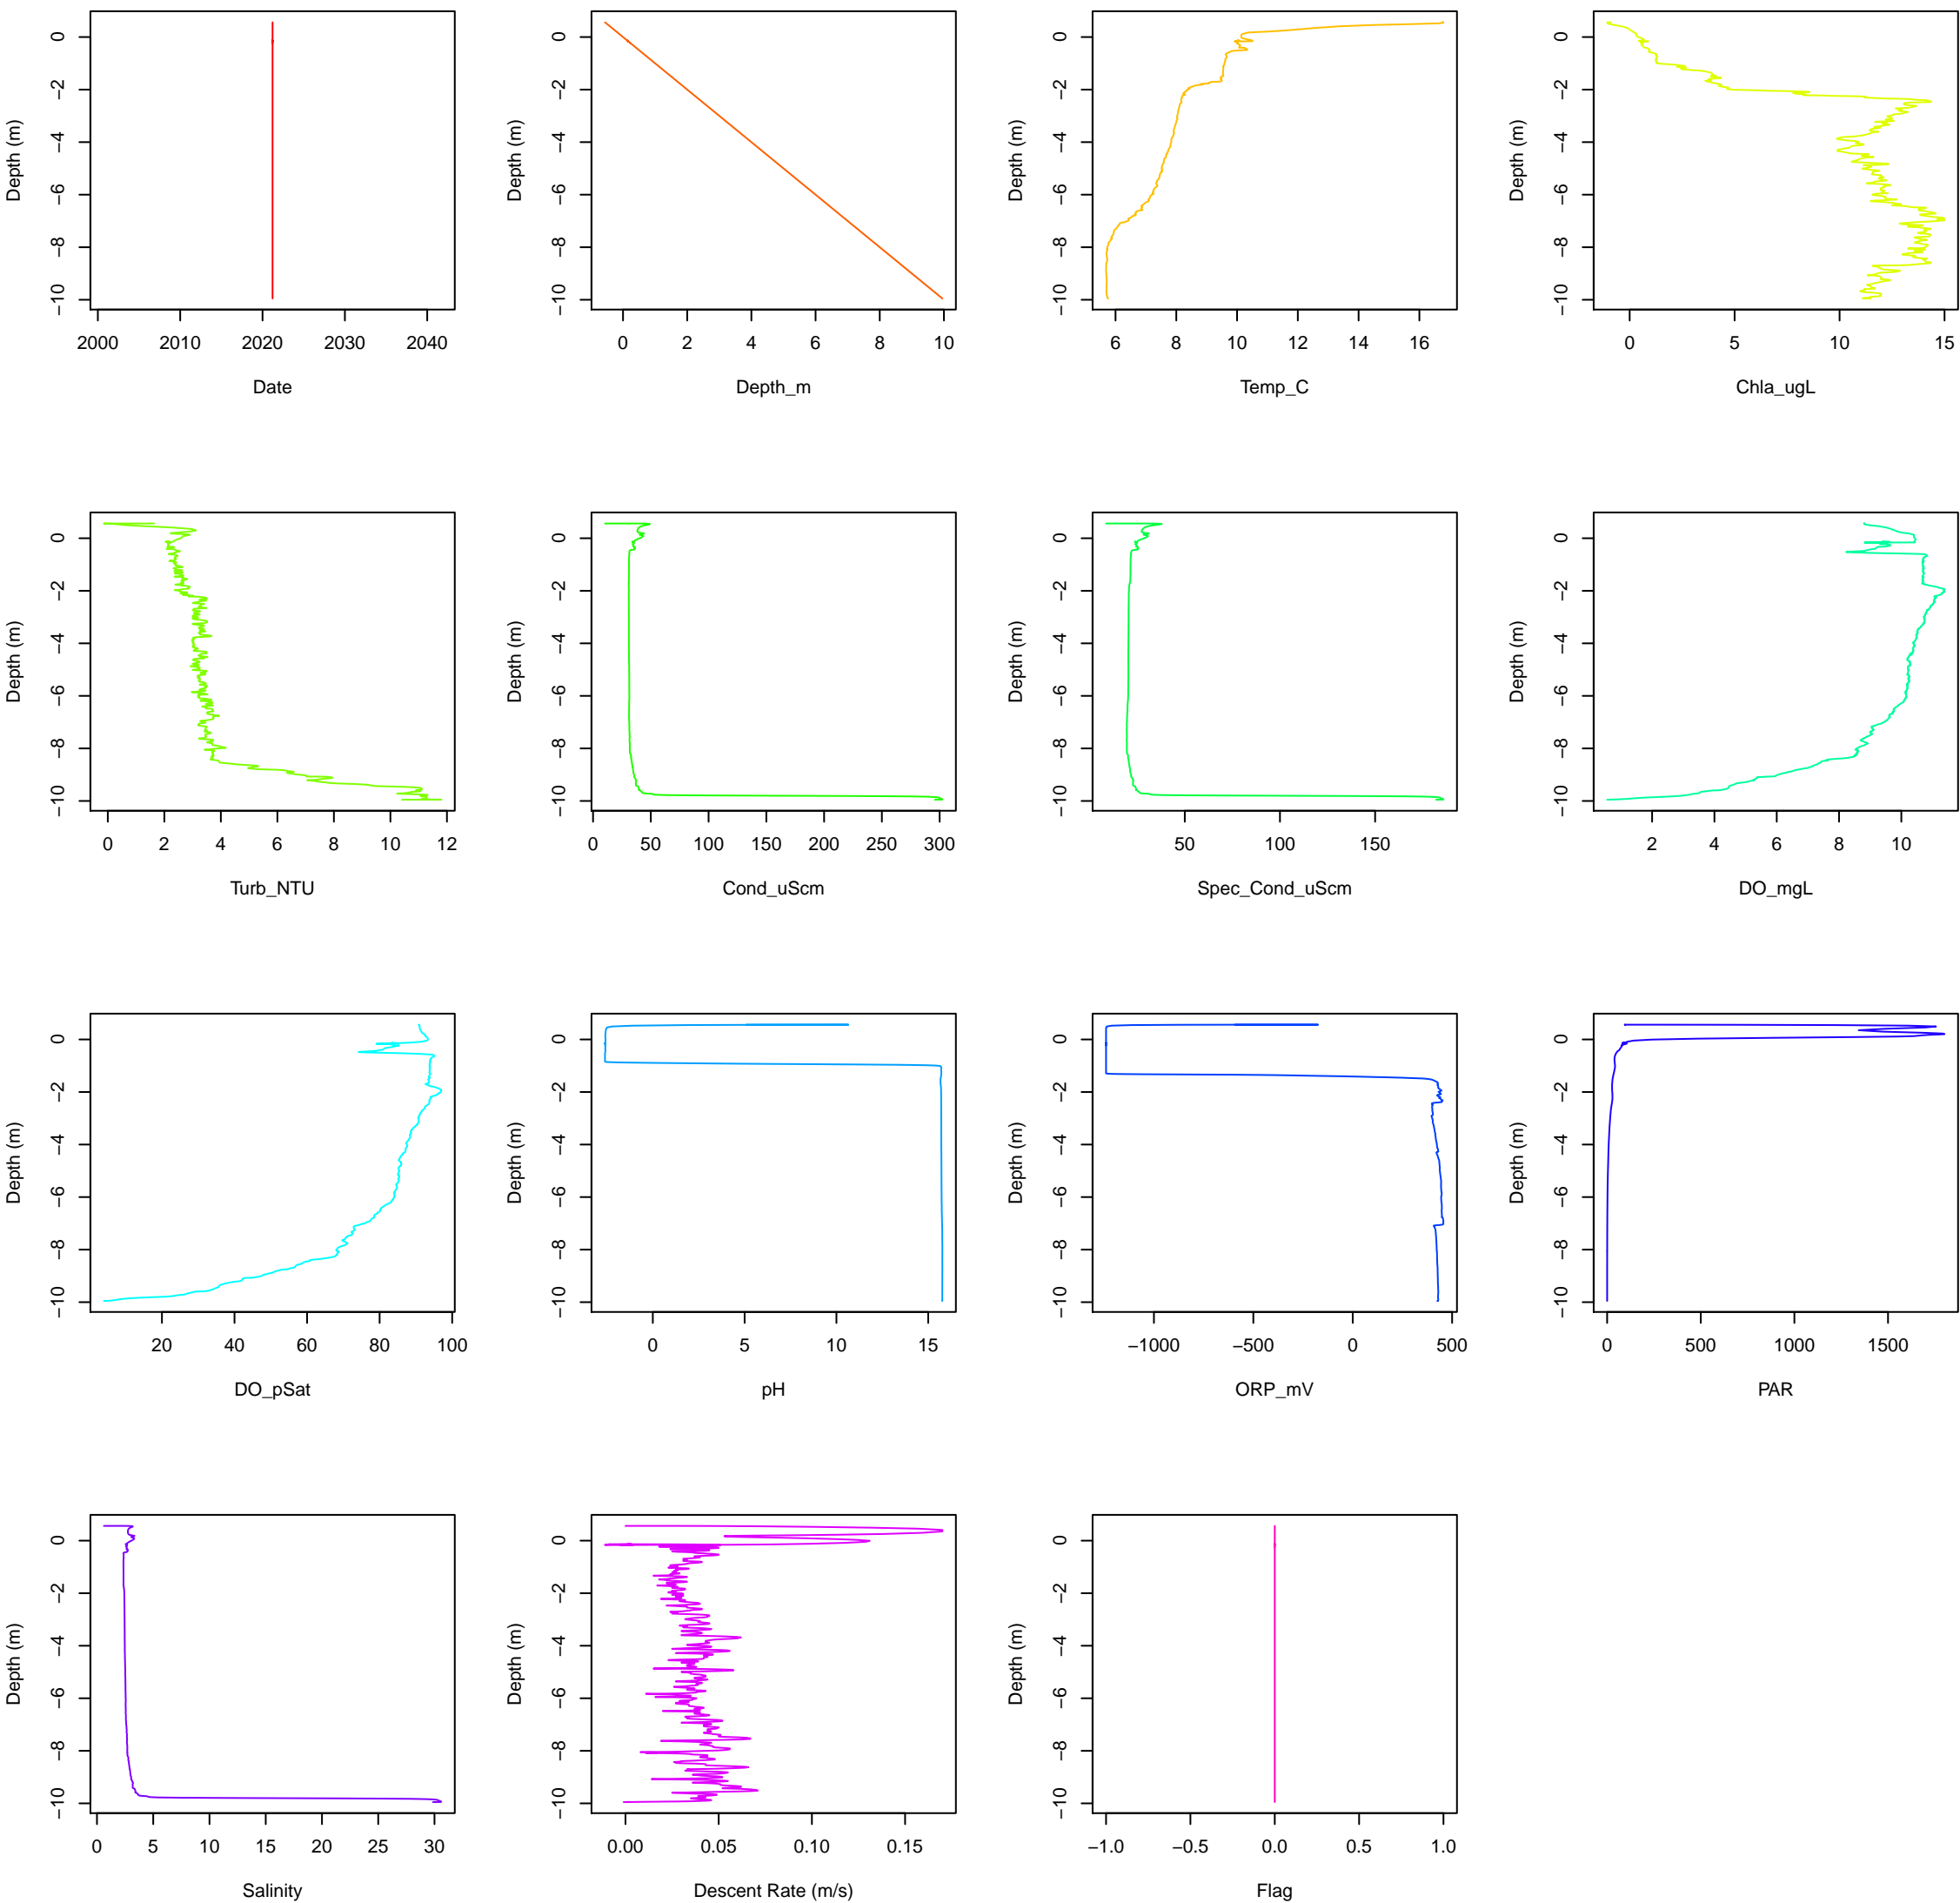 0 −2 −4 −6 −8 −10
Depth (m)
2000 2010 2020 2030 2040
Date
0 −2 −4 −6 −8 −10
Depth (m)
0 2 4 6 8 10
Depth_m
0 −2 −4 −6 −8 −10
Depth (m)
6 8 10 12 14 16
Temp_C
0 −2 −4 −6 −8 −10
Depth (m)
0 5 10 15
Chla_ugL
0 −2 −4 −6 −8 −10
Depth (m)
0 2 4 6 8 10 12
Turb_NTU
0 −2 −4 −6 −8 −10
Depth (m)
0 50 100 150 200 250 300
Cond_uScm
0 −2 −4 −6 −8 −10
Depth (m)
50 100 150
Spec_Cond_uScm
0 −2 −4 −6 −8 −10
Depth (m)
2 4 6 8 10
DO_mgL
0 −2 −4 −6 −8 −10
Depth (m)
20 40 60 80 100
DO_pSat
0 −2 −4 −6 −8 −10
Depth (m)
0 5 10 15
pH
0 −2 −4 −6 −8 −10
Depth (m)
−1000 −500 0 500
ORP_mV
0 −2 −4 −6 −8 −10
Depth (m)
0 500 1000 1500
PAR
0 −2 −4 −6 −8 −10
Depth (m)
0 5 10 15 20 25 30
Salinity
0 −2 −4 −6 −8 −10
Depth (m)
0.00 0.05 0.10 0.15
Descent Rate (m/s)
0 −2 −4 −6 −8 −10
Depth (m)
−1.0 −0.5 0.0 0.5 1.0
Flag